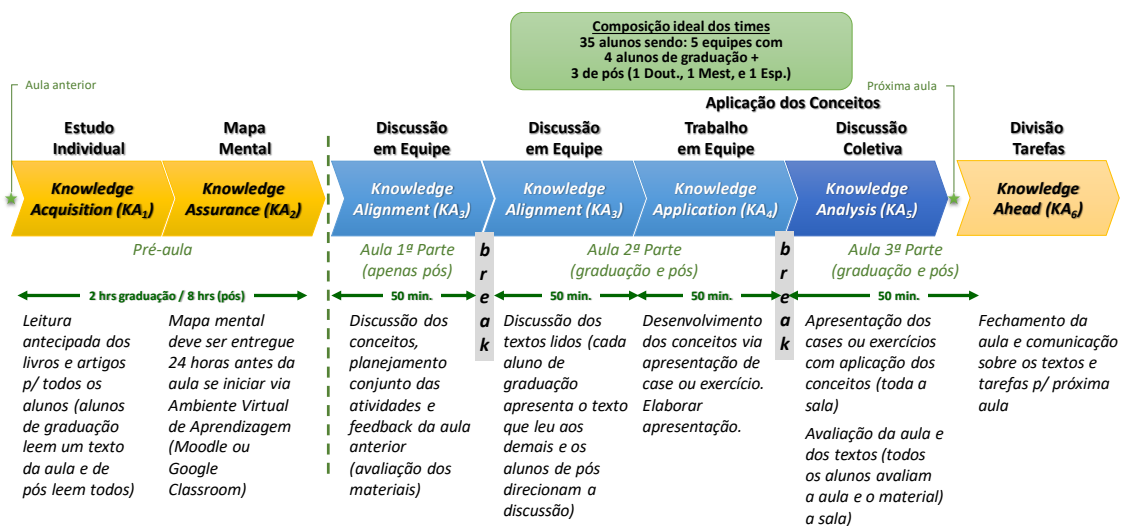 Composição ideal dos times
35 alunos sendo: 5 equipes com
4 alunos de graduação +
3 de pós (1 Dout., 1 Mest, e 1 Esp.)
Aula anterior
Próxima aula
Aplicação dos Conceitos
Estudo
Individual
Mapa
Mental
Discussão
em Equipe
Discussão
em Equipe
Trabalho
em Equipe
Discussão
Coletiva
Divisão
Tarefas
Knowledge
Acquisition (KA1)
Knowledge
Assurance (KA2)
Knowledge
Alignment (KA3)
Knowledge
Alignment (KA3)
Knowledge
Application (KA4)
Knowledge
Analysis (KA5)
Knowledge
Ahead (KA6)
Pré-aula
Aula 1ª Parte
(apenas pós)
break
Aula 2ª Parte
(graduação e pós)
break
Aula 3ª Parte
(graduação e pós)
2 hrs graduação / 8 hrs (pós)
50 min.
50 min.
50 min.
50 min.
Leitura
antecipada dos
livros e artigos
p/ todos os
alunos (alunos
de graduação
leem um texto
da aula e de
pós leem todos)
Mapa mental
deve ser entregue
24 horas antes da
aula se iniciar via
Ambiente Virtual
de Aprendizagem
(Moodle ou
Google
Classroom)
Discussão dos
conceitos,
planejamento
conjunto das
atividades e
feedback da aula
anterior
(avaliação dos
materiais)
Discussão dos
textos lidos (cada
aluno de
graduação
apresenta o texto
que leu aos
demais e os
alunos de pós
direcionam a
discussão)
Desenvolvimento
dos conceitos via
apresentação de
case ou exercício.
Elaborar
apresentação.
Apresentação dos
cases ou exercícios
com aplicação dos
conceitos (toda a
sala)
Avaliação da aula e
dos textos (todos
os alunos avaliam
a aula e o material)
a sala)
Fechamento da
aula e comunicação
sobre os textos e
tarefas p/ próxima
aula